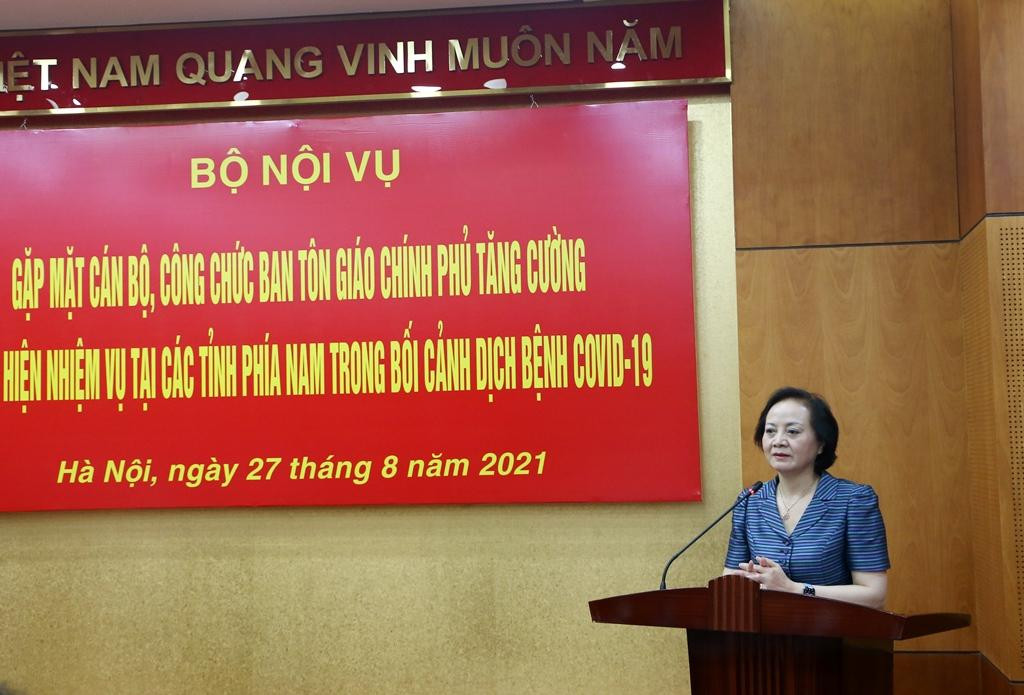 IỆT NAM QUANG VINH MUÔN NĂM
BỘ NỘI VỤ
GẶP MẶT CÁN BỘ, CÔNG CHỨC BAN TÔN GIÁO CHÍNH PHỦ TĂNG CƯỜNG
HIỆN NHIỆM VỤ TẠI CÁC TỈNH PHÍA NAM TRONG BỐI CẢNH DỊCH BỆNH COVID-19
Hà Nội, ngày 27 tháng 8 năm 2021